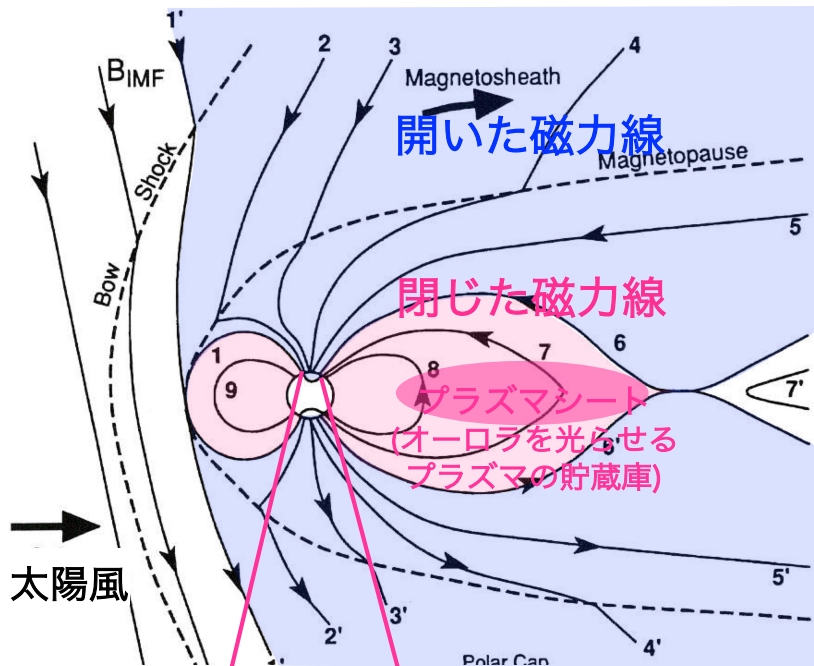 1'
2
3
4
BIMF
Magnetosheath
開いた磁力線
Shock
Magnetopause
Bow
5
閉じた磁力線
1
6
7
8
9
7'
プラズマシート
(オーロラを光らせる
6'
プラズマの貯蔵庫)
太陽風
5'
3'
2'
4'
1'
Polar Cap